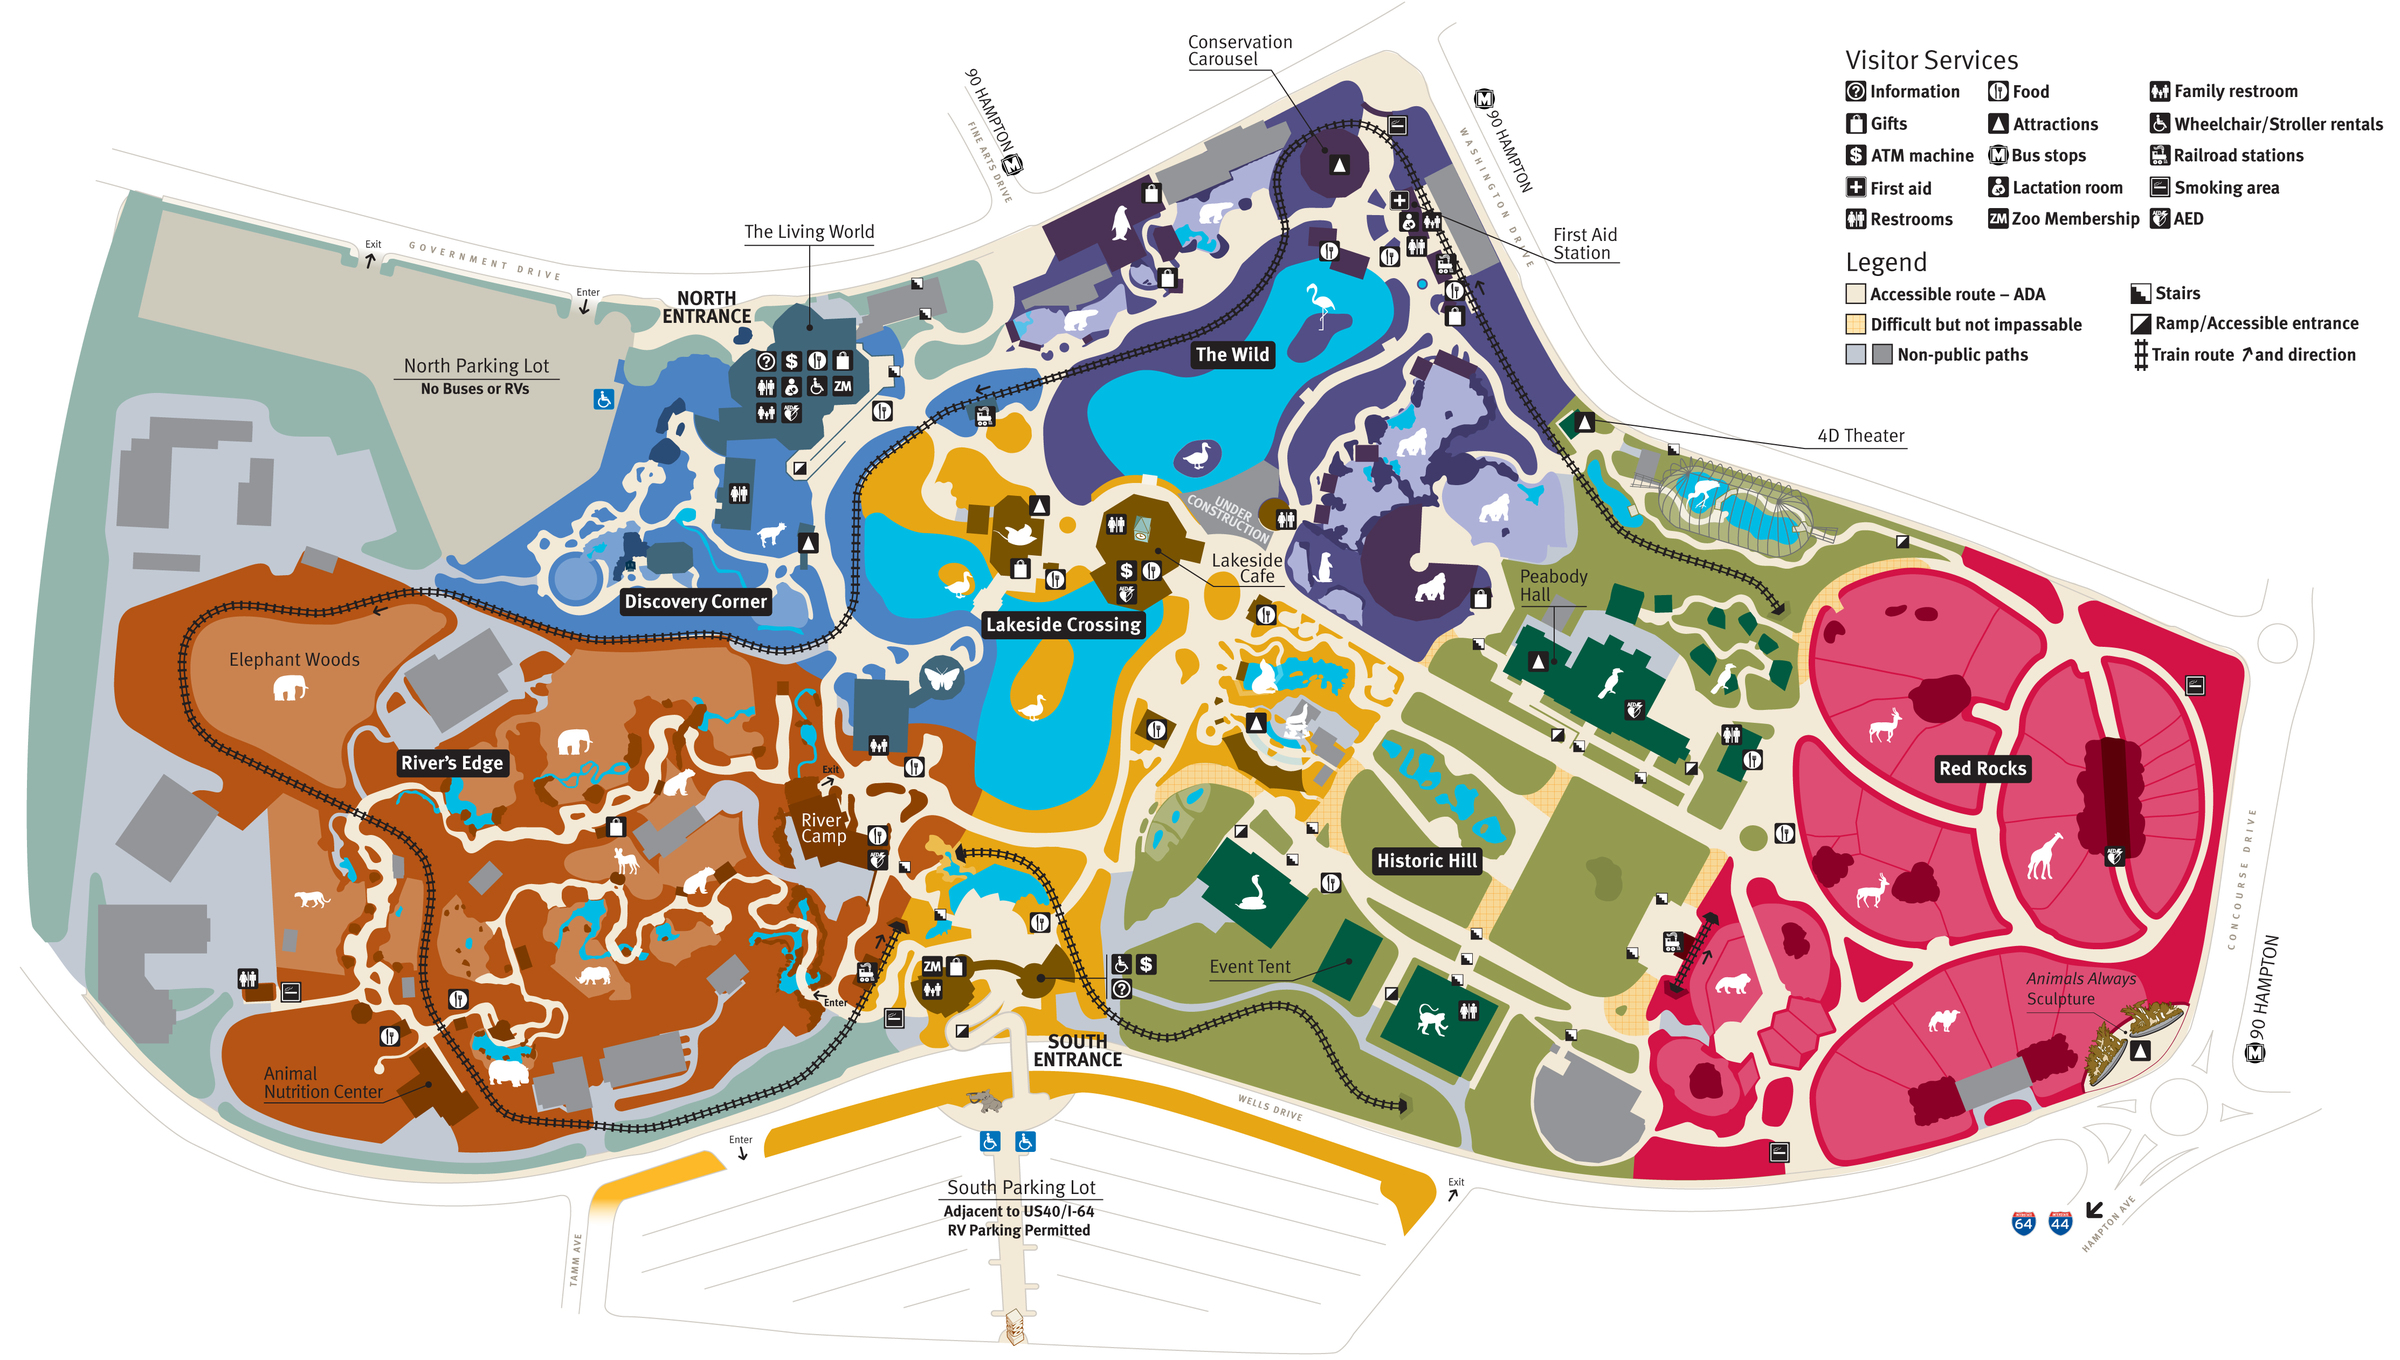 Conservation
Carousel
90 HAMPTON
FINE ARTS DRIVE
90 HAMPTON
WASHINGTON DRIVE
Visitor Services
Information
Food
Family restroom
Gifts
Attractions
Wheelchair/Stroller rentals
ATM machine
Bus stops
Railroad stations
First aid
Lactation room
Smoking area
Restrooms
Zoo Membership
AED
Legend
Accessible route – ADA
Stairs
Difficult but not impassable
Ramp/Accessible entrance
Non-public paths
Train route and direction
The Living World
First Aid
Station
Exit
GOVERNMENT DRIVE
Enter
NORTH
ENTRANCE
North Parking Lot
No Buses or RVs
The Wild
4D Theater
UNDER
CONSTRUCTION
Lakeside
Cafe
Peabody
Hall
Discovery Corner
Lakeside Crossing
Elephant Woods
River's Edge
Exit
River
Camp
Red Rocks
Historic Hill
CONCOURSE DRIVE
90 HAMPTON
Event Tent
Animals Always
Sculpture
Enter
ZM
SOUTH
ENTRANCE
Animal
Nutrition Center
WELLS DRIVE
Enter
Exit
South Parking Lot
Adjacent to US40/I-64
RV Parking Permitted
TAMM AVE
64
44
HAMPTON AVE